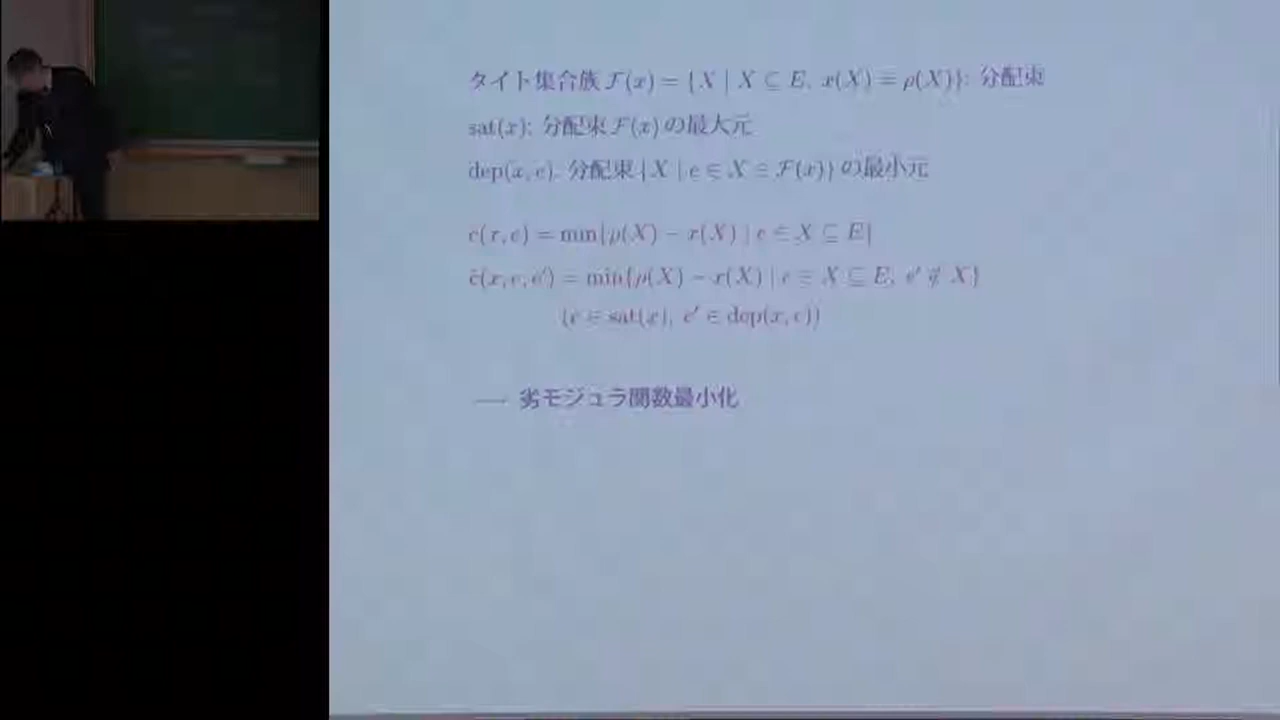 タイト集合族 𝓕(x) = {X | X ⊆ E, x(X) = ρ(X)}: 分配束
sat(x): 分配束 𝓕(x) の最大元
dep(x, e): 分配束 {X | e ∈ X ∈ 𝓕(x)} の最小元
c(x, e) = min{ρ(X) − x(X) | e ∈ X ⊆ E}
ĉ(x, e, e′) = min{ρ(X) − x(X) | e ∈ X ⊆ E, e′ ∉ X}
(e ∈ sat(x), e′ ∈ dep(x, e))
— 劣モジュラ関数最小化